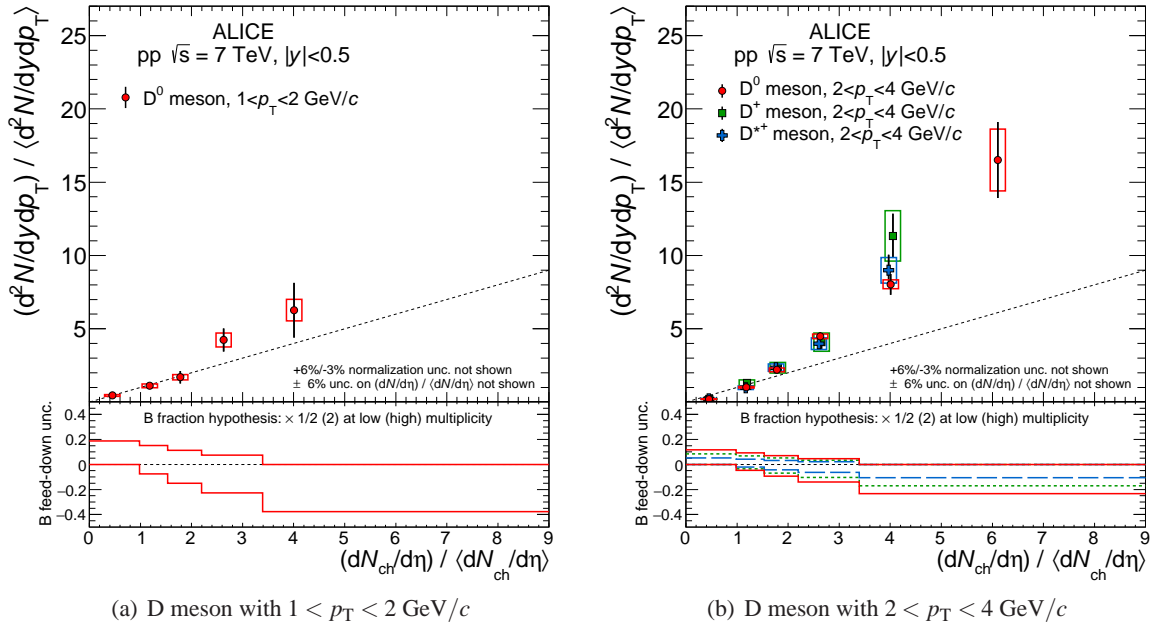 (d²N/dydp_T) / ⟨d²N/dydp_T⟩
25
20
15
10
5
ALICE
pp √s = 7 TeV, |y|<0.5
D⁰ meson, 1<p_T<2 GeV/c
+6%/-3% normalization unc. not shown
± 6% unc. on (dN/dη) / ⟨dN/dη⟩ not shown
B feed-down unc.
0.4
0.2
0
−0.2
−0.4
B fraction hypothesis: × 1/2 (2) at low (high) multiplicity
0 1 2 3 4 5 6 7 8 9
(dN_ch/dη) / ⟨dN_ch/dη⟩
(a) D meson with 1 < p_T < 2 GeV/c
(d²N/dydp_T) / ⟨d²N/dydp_T⟩
25
20
15
10
5
ALICE
pp √s = 7 TeV, |y|<0.5
D⁰ meson, 2<p_T<4 GeV/c
D⁺ meson, 2<p_T<4 GeV/c
D*⁺ meson, 2<p_T<4 GeV/c
+6%/-3% normalization unc. not shown
± 6% unc. on (dN/dη) / ⟨dN/dη⟩ not shown
B feed-down unc.
0.4
0.2
0
−0.2
−0.4
B fraction hypothesis: × 1/2 (2) at low (high) multiplicity
0 1 2 3 4 5 6 7 8 9
(dN_ch/dη) / ⟨dN_ch/dη⟩
(b) D meson with 2 < p_T < 4 GeV/c